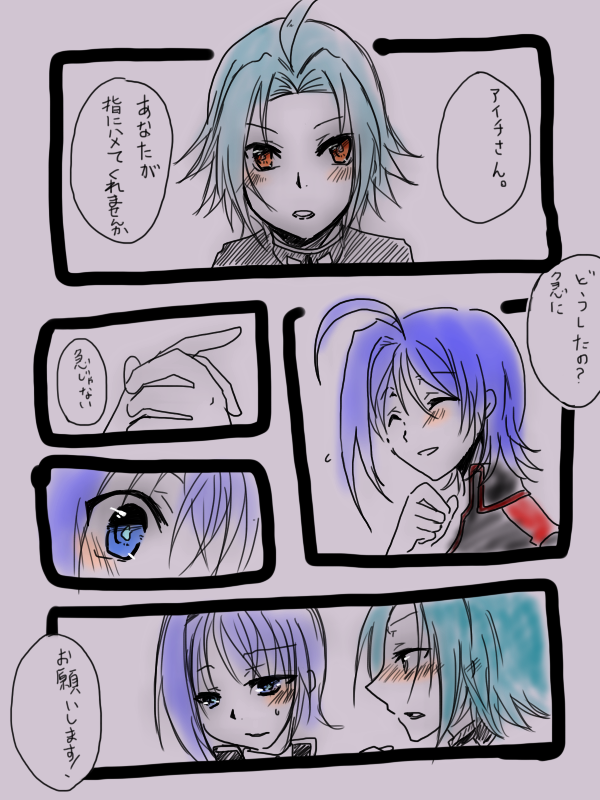 アイチさん。
あなたが
指にハメて
くれませんか
どうしたの?
急に
急じゃない
お願いします!